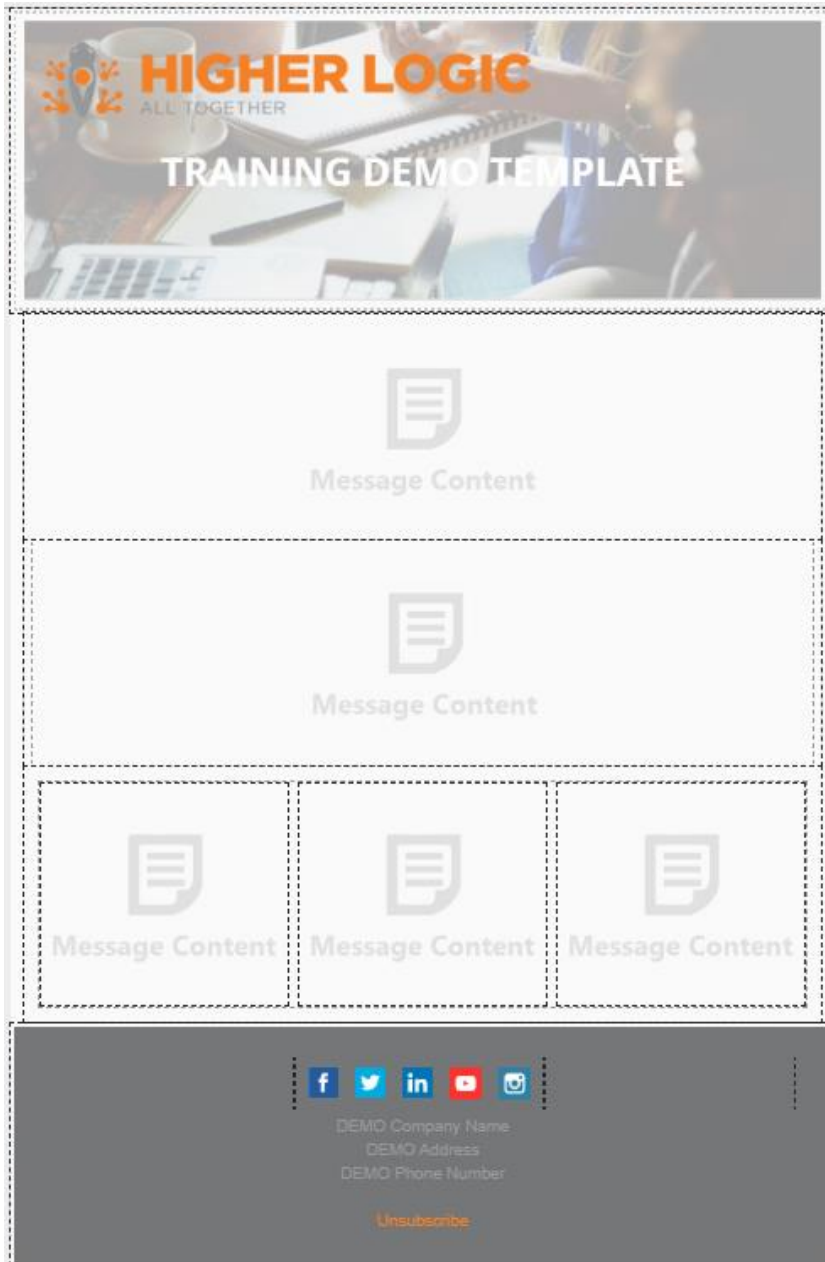 HIGHER LOGIC
ALL TOGETHER
TRAINING DEMO TEMPLATE
Message Content
Message Content
Message Content Message Content Message Content
f in
DEMO Company Name
DEMO Address
DEMO Phone Number
Unsubscribe